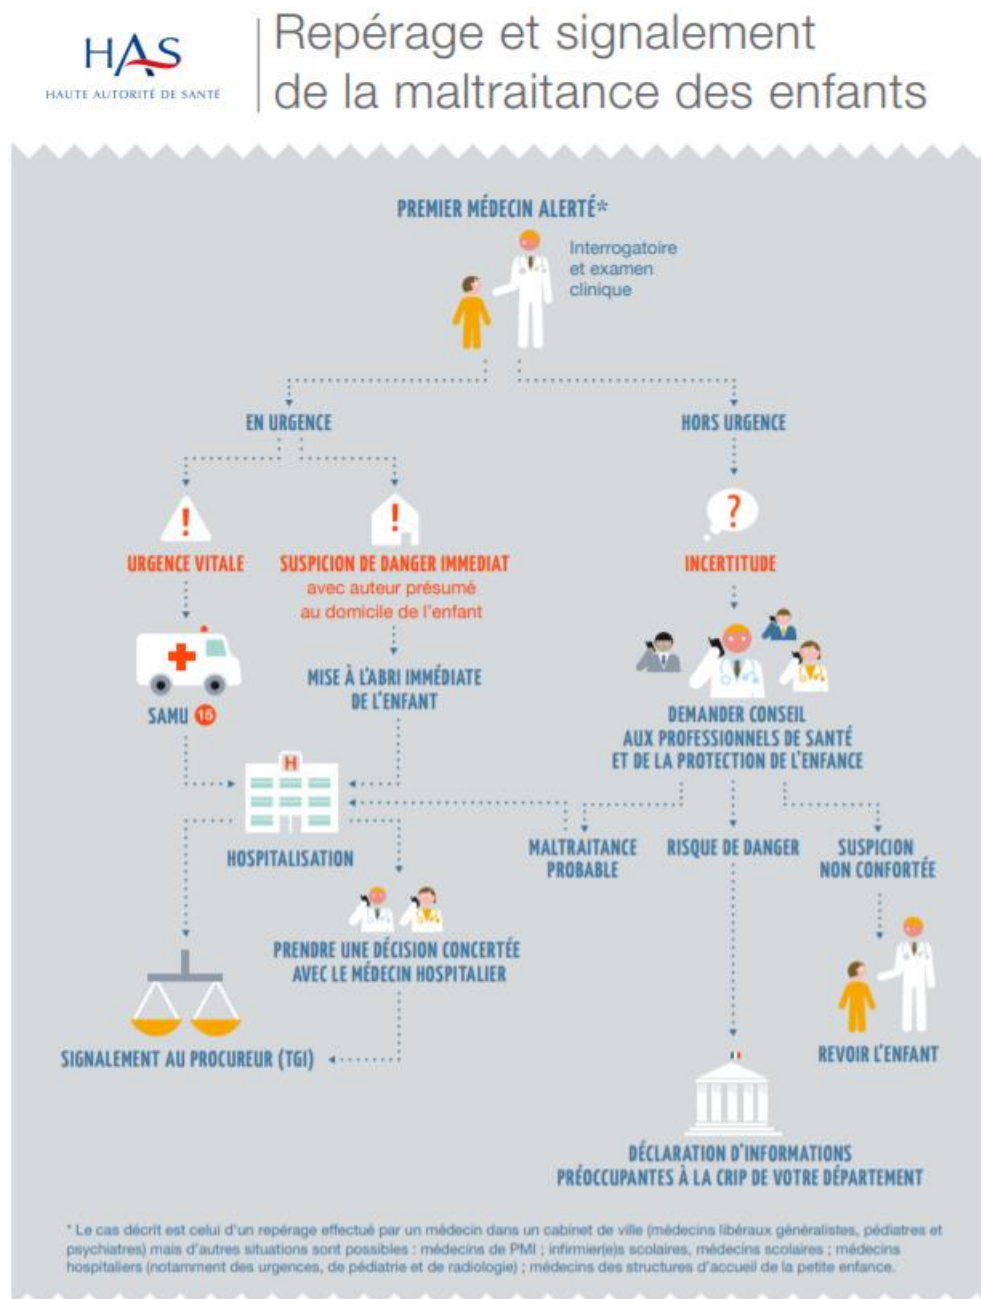 HAS
HAUTE AUTORITÉ DE SANTÉ
Repérage et signalement
de la maltraitance des enfants
PREMIER MÉDECIN ALERTÉ*
Interrogatoire
et examen
clinique
EN URGENCE
HORS URGENCE
!
!
?
URGENCE VITALE
SUSPICION DE DANGER IMMEDIAT
avec auteur présumé
au domicile de l'enfant
INCERTITUDE
SAMU 15
MISE À L'ABRI IMMÉDIATE
DE L'ENFANT
DEMANDER CONSEIL
AUX PROFESSIONNELS DE SANTÉ
ET DE LA PROTECTION DE L'ENFANCE
H
HOSPITALISATION
MALTRAITANCE
PROBABLE
RISQUE DE DANGER
SUSPICION
NON CONFORTÉE
PRENDRE UNE DÉCISION CONCERTÉE
AVEC LE MÉDECIN HOSPITALIER
SIGNALEMENT AU PROCUREUR (TGI)
REVOIR L'ENFANT
DÉCLARATION D'INFORMATIONS
PRÉOCCUPANTES À LA CRIP DE VOTRE DÉPARTEMENT
* Le cas décrit est celui d'un repérage effectué par un médecin dans un cabinet de ville (médecins libéraux généralistes, pédiatres et
psychiatres) mais d'autres situations sont possibles : médecins de PMI ; infirmier(e)s scolaires, médecins scolaires ; médecins
hospitaliers (notamment des urgences, de pédiatrie et de radiologie) ; médecins des structures d'accueil de la petite enfance.